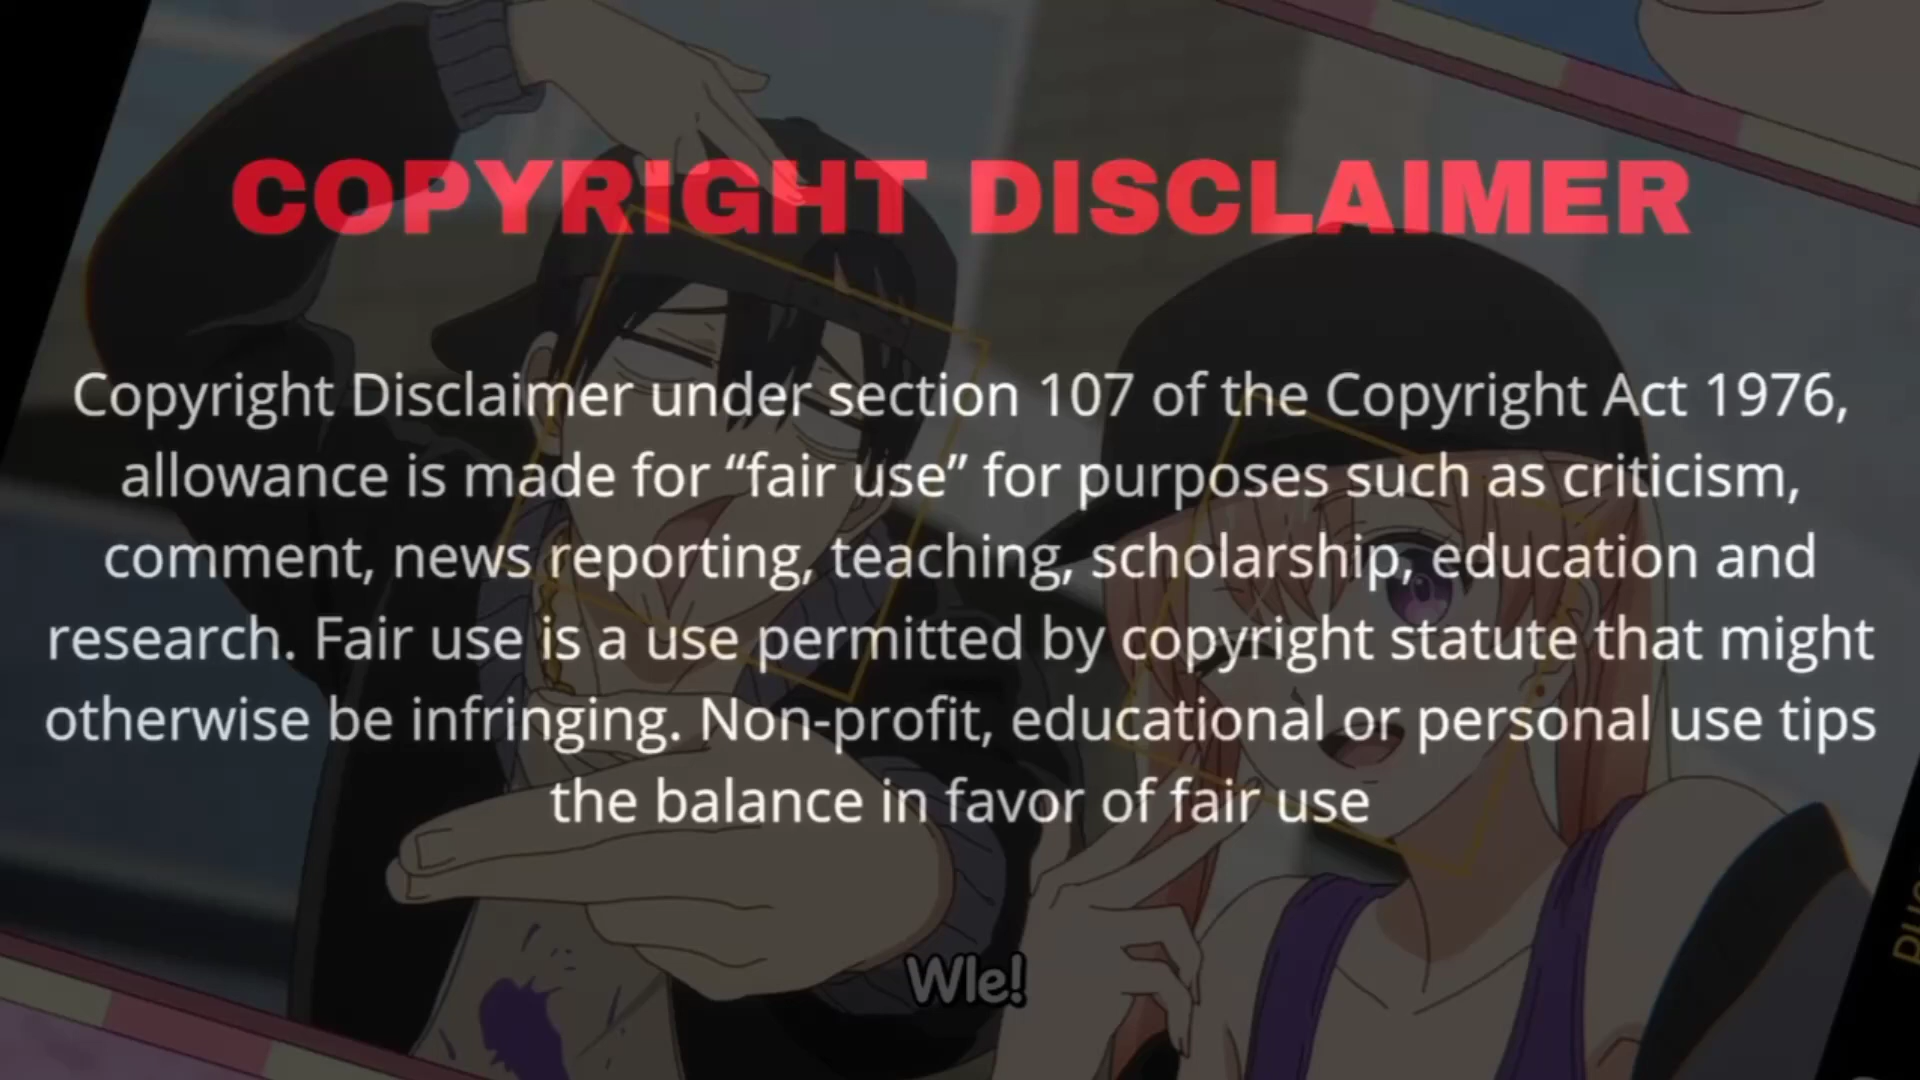 COPYRIGHT DISCLAIMER
Copyright Disclaimer under section 107 of the Copyright Act 1976,
allowance is made for “fair use” for purposes such as criticism,
comment, news reporting, teaching, scholarship, education and
research. Fair use is a use permitted by copyright statute that might
otherwise be infringing. Non-profit, educational or personal use tips
the balance in favor of fair use
Wle!